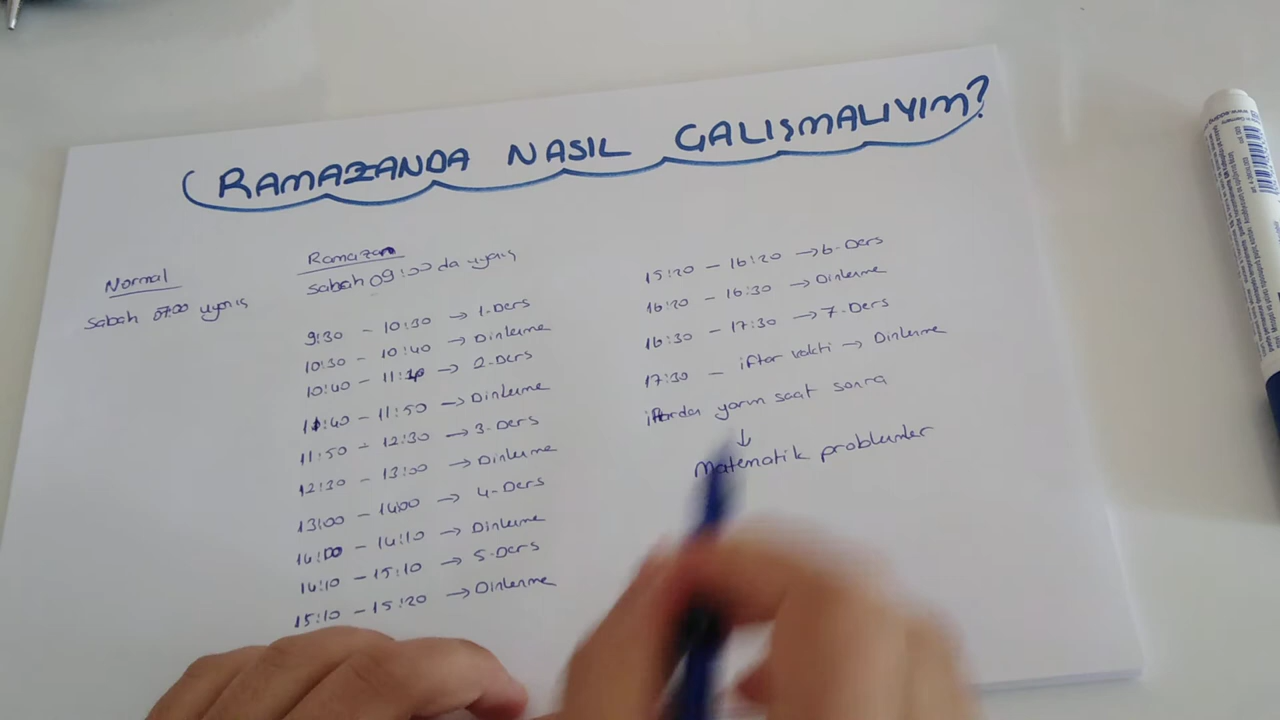 RAMAZANDA NASIL ÇALIŞMALIYIM?
Normal
Sabah 07:00 uyanış
Ramazan
Sabah 09:00 da uyanış
9:30 - 10:30 → 1. Ders
10:30 - 10:40 → Dinlenme
10:40 - → 2. Ders
11:40 - 11:50 → Dinlenme
11:50 - 12:30 → 3. Ders
12:30 - 13:00 → Dinlenme
13:00 - 14:00 → 4. Ders
14:00 - 14:10 → Dinlenme
14:10 - 15:10 → 5. Ders
15:10 - 15:20 → Dinlenme
15:20 - 16:20 → 6. Ders
16:20 - 16:30 → Dinlenme
16:30 - 17:30 → 7. Ders
17:30 - iftar vakti → Dinlenme
yarım saat sonra
↓
Matematik problemler